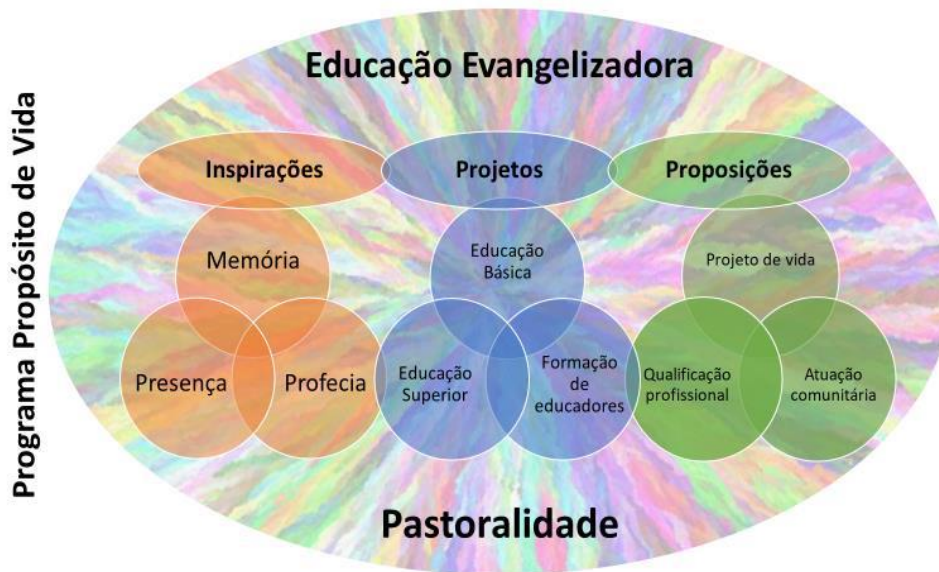 Programa Propósito de Vida
Educação Evangelizadora
Inspirações
Projetos
Proposições
Memória
Presença
Profecia
Educação
Básica
Educação
Superior
Formação
de
educadores
Projeto de vida
Qualificação
profissional
Atuação
comunitária
Pastoralidade